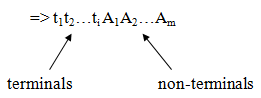 => t₁t₂…tᵢA₁A₂…Aₘ
terminals non-terminals